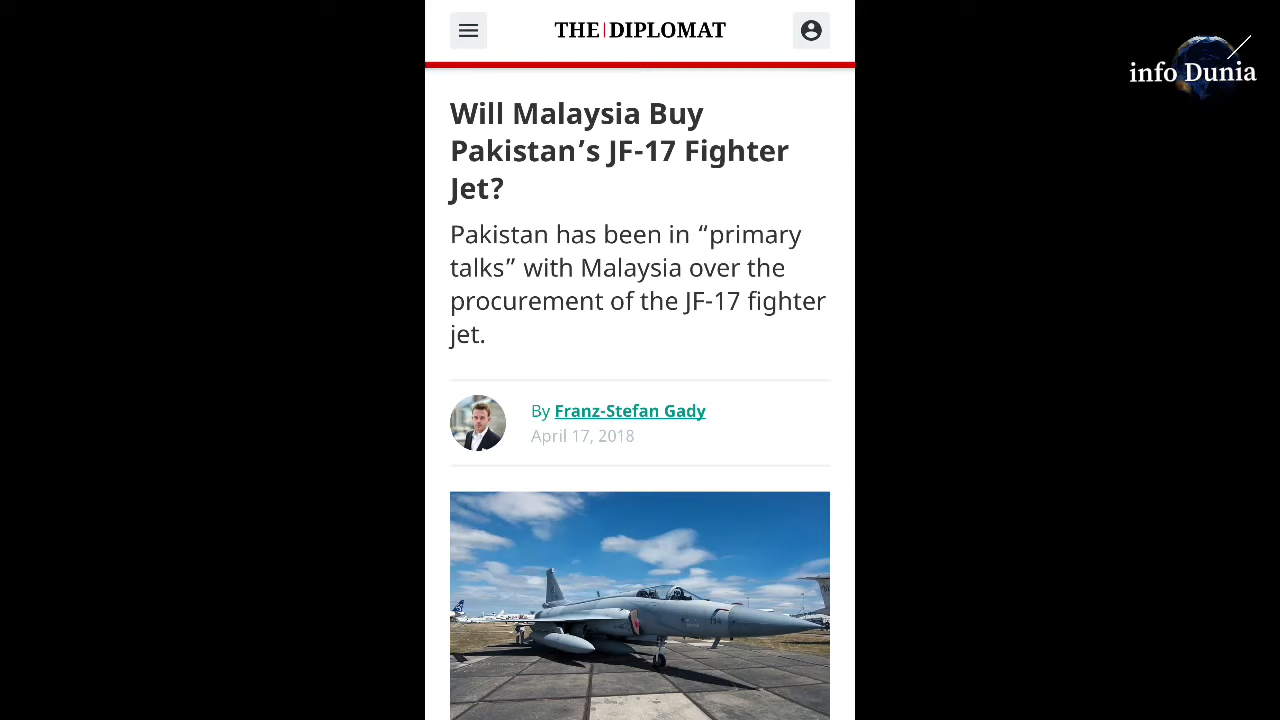 THE|DIPLOMAT
info Dunia
Will Malaysia Buy
Pakistan’s JF-17 Fighter
Jet?
Pakistan has been in “primary
talks” with Malaysia over the
procurement of the JF-17 fighter
jet.
By Franz-Stefan Gady
April 17, 2018
114